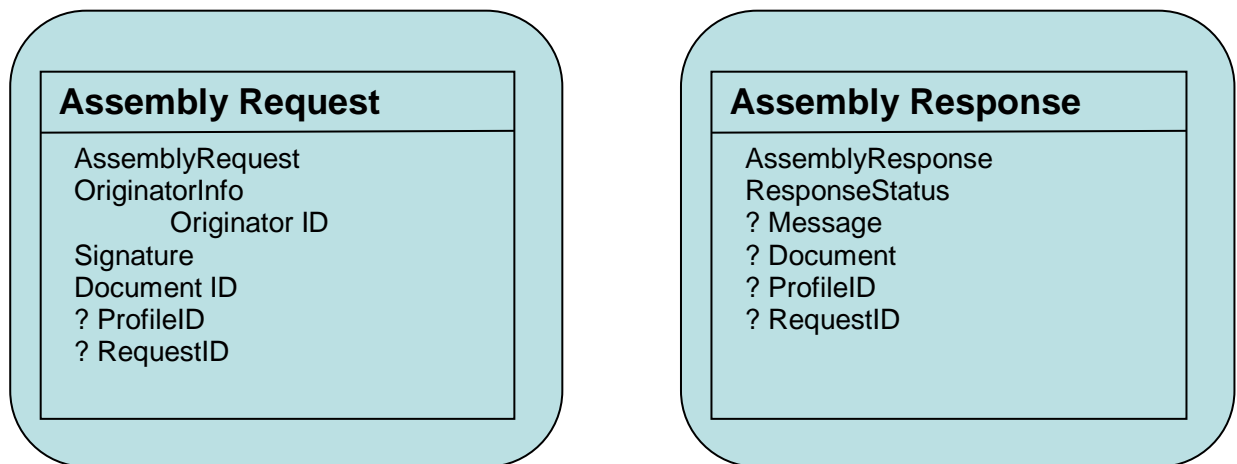 Assembly Request
AssemblyRequest
OriginatorInfo
Originator ID
Signature
Document ID
? ProfileID
? RequestID
Assembly Response
AssemblyResponse
ResponseStatus
? Message
? Document
? ProfileID
? RequestID